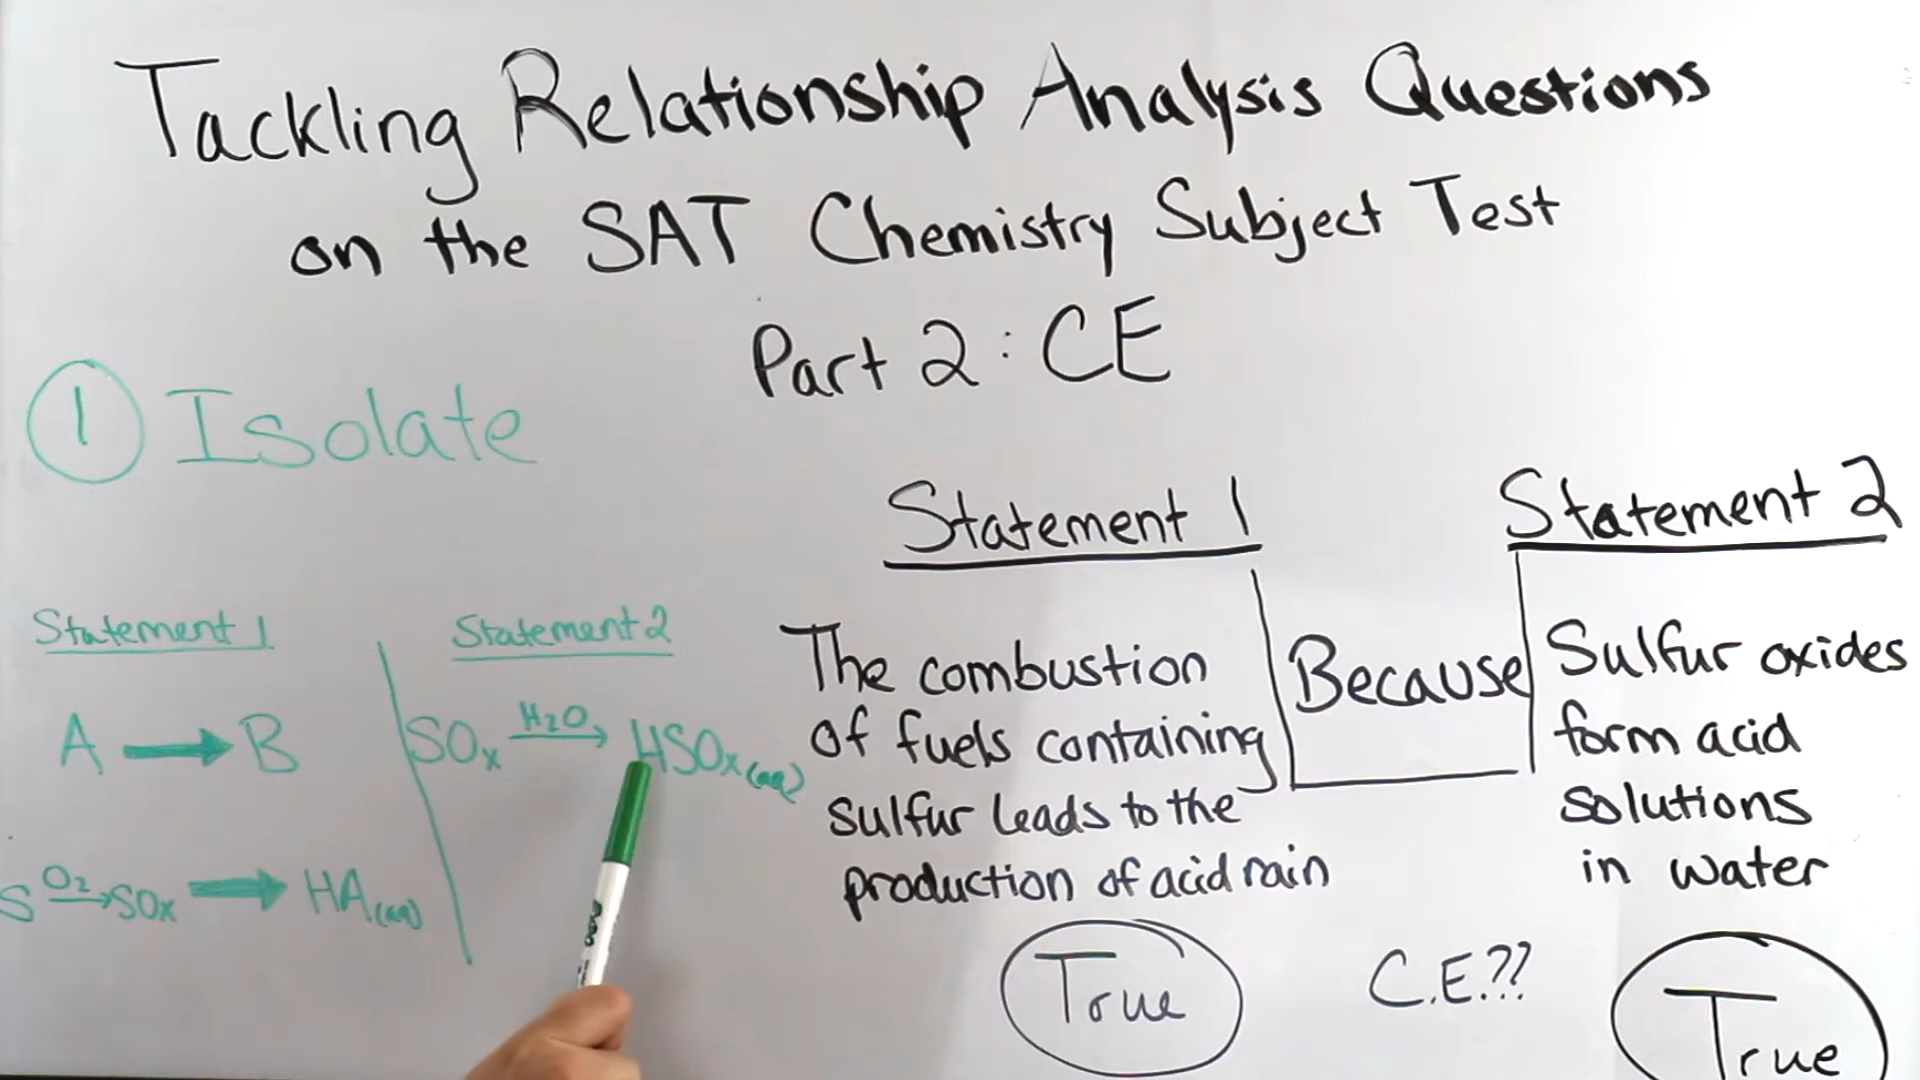 Tackling Relationship Analysis Questions
on the SAT Chemistry Subject Test
Part 2: CE
① Isolate
Statement 1
A → B
S O₂→ SOx → HA(aq)
Statement 2
SOx H₂O→ HSOx(aq)
Statement 1
The combustion
of fuels containing
sulfur leads to the
production of acid rain
True
Because
C.E.??
Statement 2
Sulfur oxides
form acid
solutions
in water
True